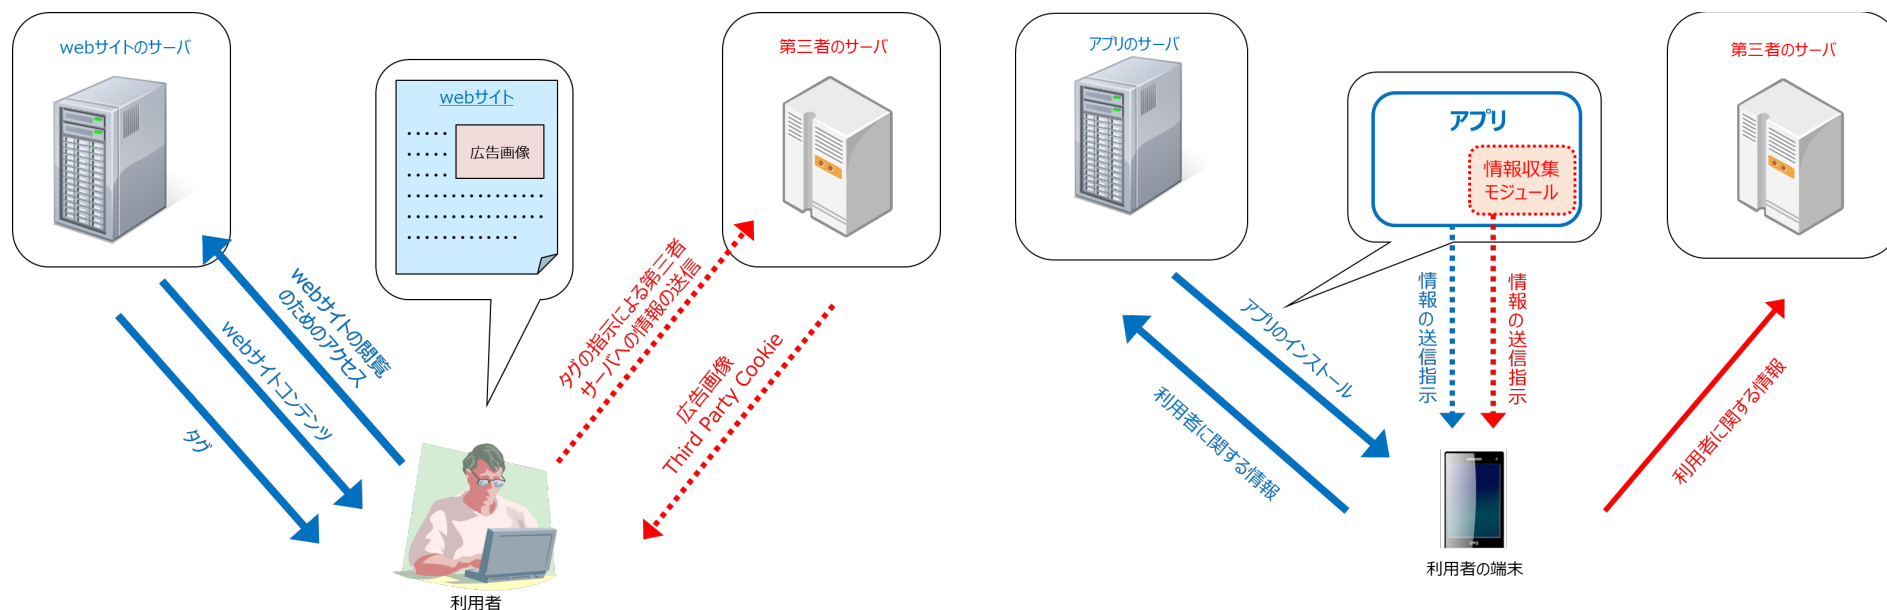 webサイトのサーバ
webサイト
広告画像
第三者のサーバ
webサイトの閲覧
のためのアクセス
webサイトコンテンツ
タグ
タグの指示による第三者
サーバへの情報の送信
広告画像
Third Party Cookie
利用者
アプリのサーバ
アプリ
情報収集
モジュール
第三者のサーバ
アプリのインストール
利用者に関する情報
情報の送信指示
情報の送信指示
利用者に関する情報
利用者の端末